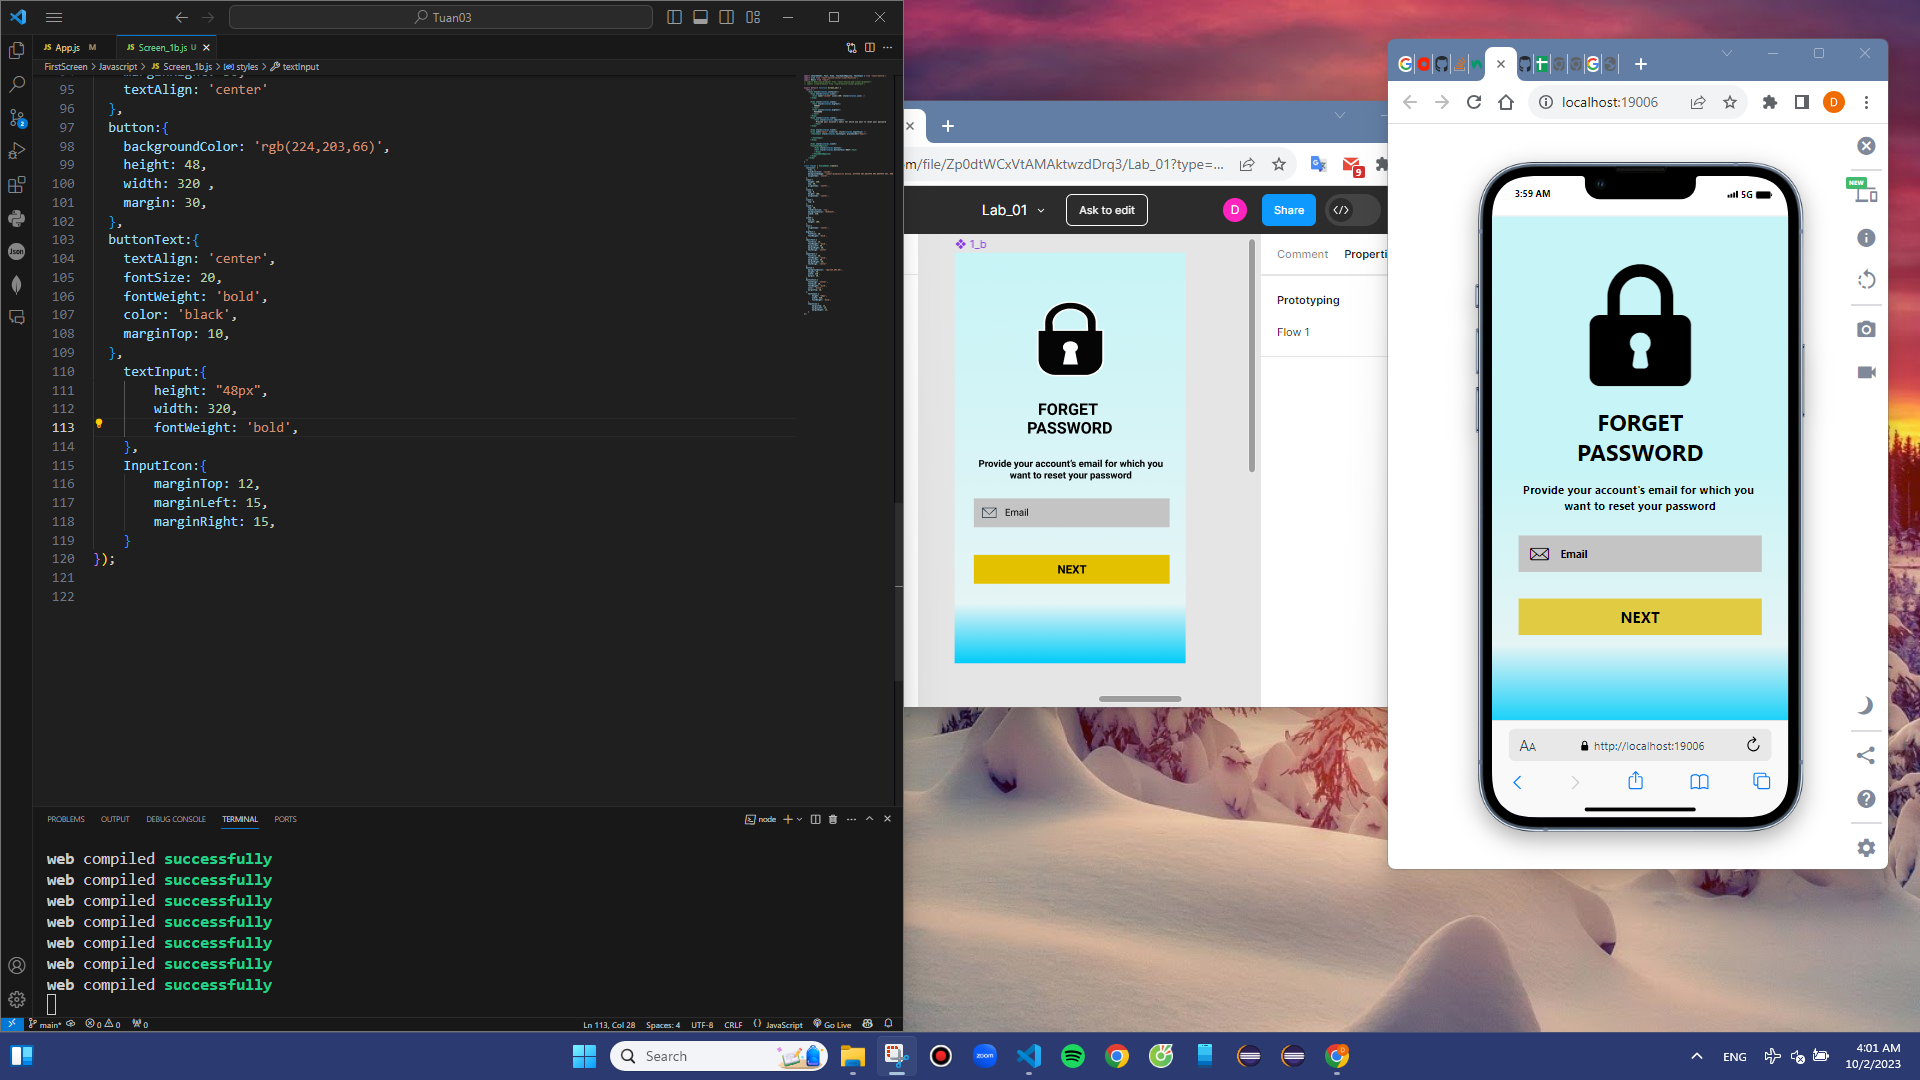 Tuan03
JS App.js M
JS Screen_1b.js U
FirstScreen > Javascript > JS Screen_1b.js > styles > textInput
95 textAlign: 'center'
96 },
97 button:{
98 backgroundColor: 'rgb(224,203,66)',
99 height: 48,
100 width: 320 ,
101 margin: 30,
102 },
103 buttonText:{
104 textAlign: 'center',
105 fontSize: 20,
106 fontWeight: 'bold',
107 color: 'black',
108 marginTop: 10,
109 },
110 textInput:{
111 height: "48px",
112 width: 320,
113 fontWeight: 'bold',
114 },
115 InputIcon:{
116 marginTop: 12,
117 marginLeft: 15,
118 marginRight: 15,
119 }
120 });
121
122
PROBLEMS OUTPUT DEBUG CONSOLE TERMINAL PORTS
node
web compiled successfully
web compiled successfully
web compiled successfully
web compiled successfully
web compiled successfully
web compiled successfully
web compiled successfully
main* 0 0 0
Ln 113, Col 28 Spaces: 4 UTF-8 CRLF {} JavaScript Go Live
om/file/Zp0dtWCxVtAMAktwzdDrq3/Lab_01?type=...
9
Lab_01
Ask to edit
D
Share
</>
1_b
FORGET
PASSWORD
Provide your account's email for which you
want to reset your password
Email
NEXT
Comment Properti
Prototyping
Flow 1
localhost:19006
D
NEW
3:59 AM
5G
FORGET
PASSWORD
Provide your account's email for which you
want to reset your password
Email
NEXT
AA
http://localhost:19006
Search
zoom
ENG
4:01 AM
10/2/2023